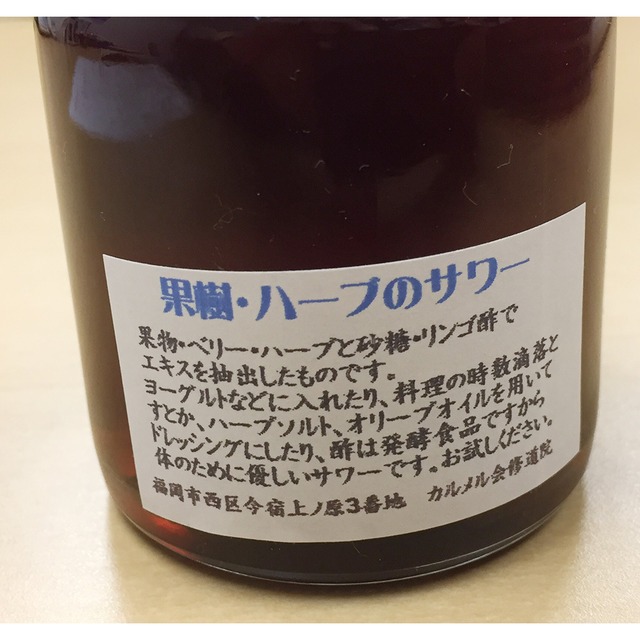 果樹・ハーブのサワー
果物・ベリー・ハーブと砂糖・リンゴ酢で
エキスを抽出したものです。
ヨーグルトなどに入れたり、料理の時数滴落と
すとか、ハーブソルト、オリーブオイルを用いて
ドレッシングにしたり、酢は発酵食品ですから
体のために優しいサワーです。お試しください。
福岡市西区今宿上ノ原3番地 カルメル会修道院